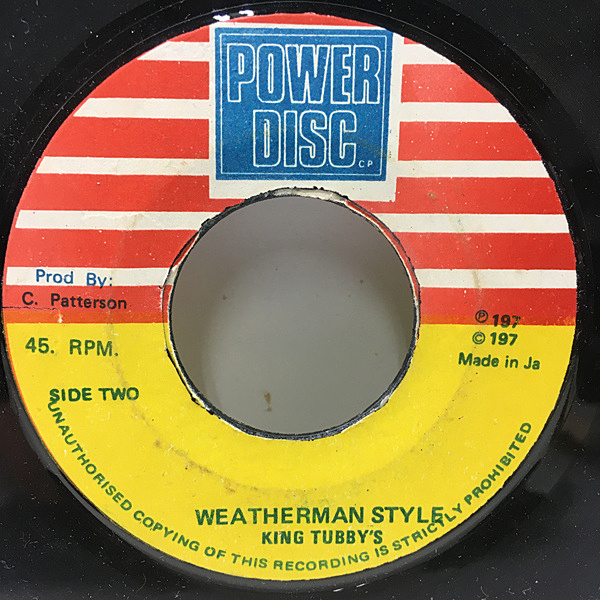 POWER
DISC
CP
Prod By:
C. Patterson
℗ 197
© 197
Made in Ja
45. RPM.
SIDE TWO
WEATHERMAN STYLE
KING TUBBY'S
UNAUTHORISED COPYING OF THIS RECORDING IS STRICTLY PROHIBITED